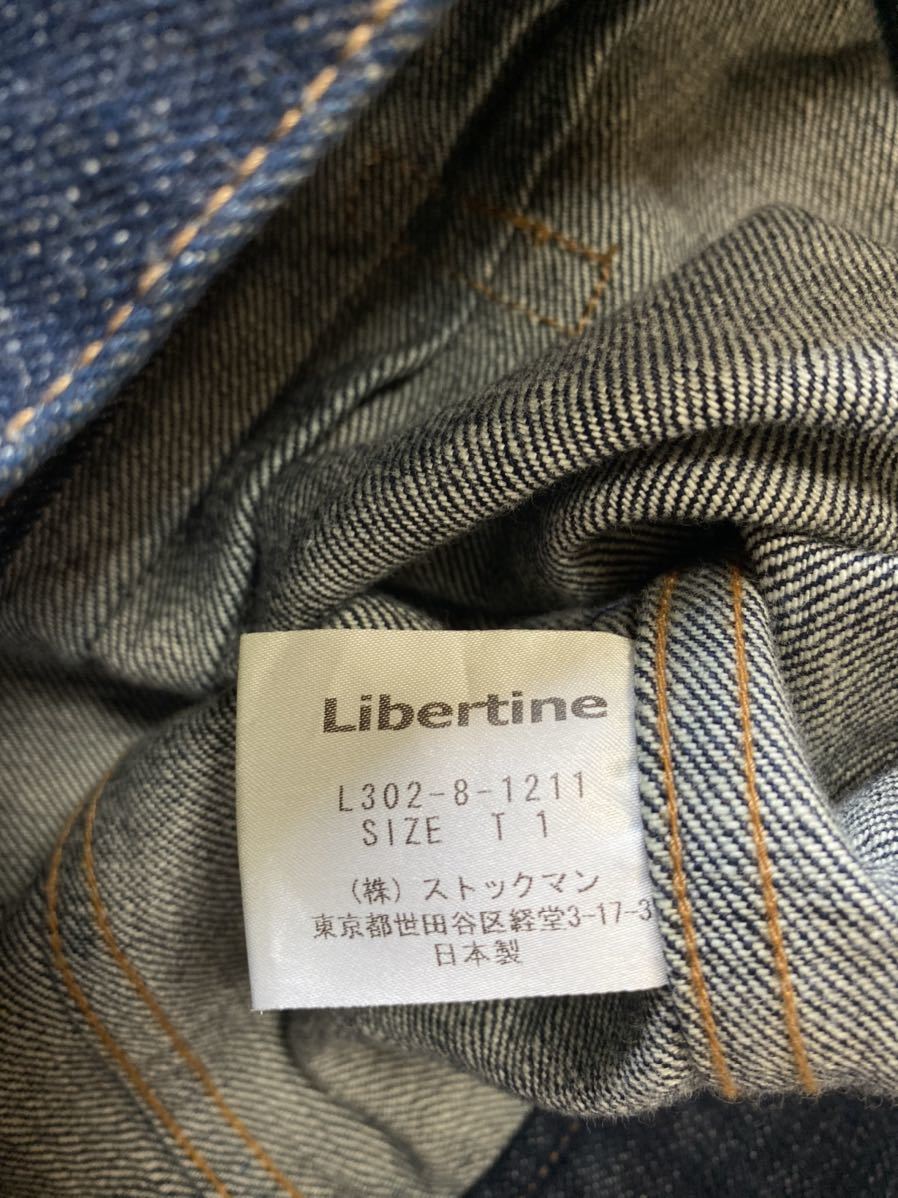 Libertine
L302-8-1211
SIZE T1
(株)ストックマン
東京都世田谷区経堂3-17-3
日本製